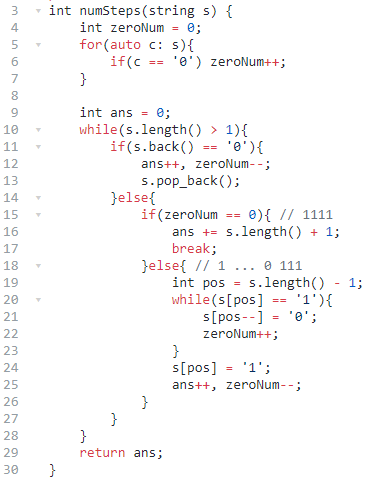 3 int numSteps(string s) {
4     int zeroNum = 0;
5     for(auto c: s){
6         if(c == '0') zeroNum++;
7     }
8
9     int ans = 0;
10     while(s.length() > 1){
11         if(s.back() == '0'){
12             ans++, zeroNum--;
13             s.pop_back();
14         }else{
15             if(zeroNum == 0){ // 1111
16                 ans += s.length() + 1;
17                 break;
18             }else{ // 1 ... 0 111
19                 int pos = s.length() - 1;
20                 while(s[pos] == '1'){
21                     s[pos--] = '0';
22                     zeroNum++;
23                 }
24                 s[pos] = '1';
25                 ans++, zeroNum--;
26             }
27         }
28     }
29     return ans;
30 }